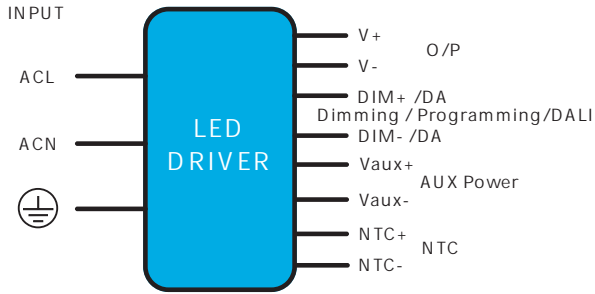 INPUT
ACL
ACN
LED
DRIVER
V+
O/P
V-
DIM+ /DA
Dimming / Programming/DALI
DIM- /DA
Vaux+
AUX Power
Vaux-
NTC+
NTC
NTC-